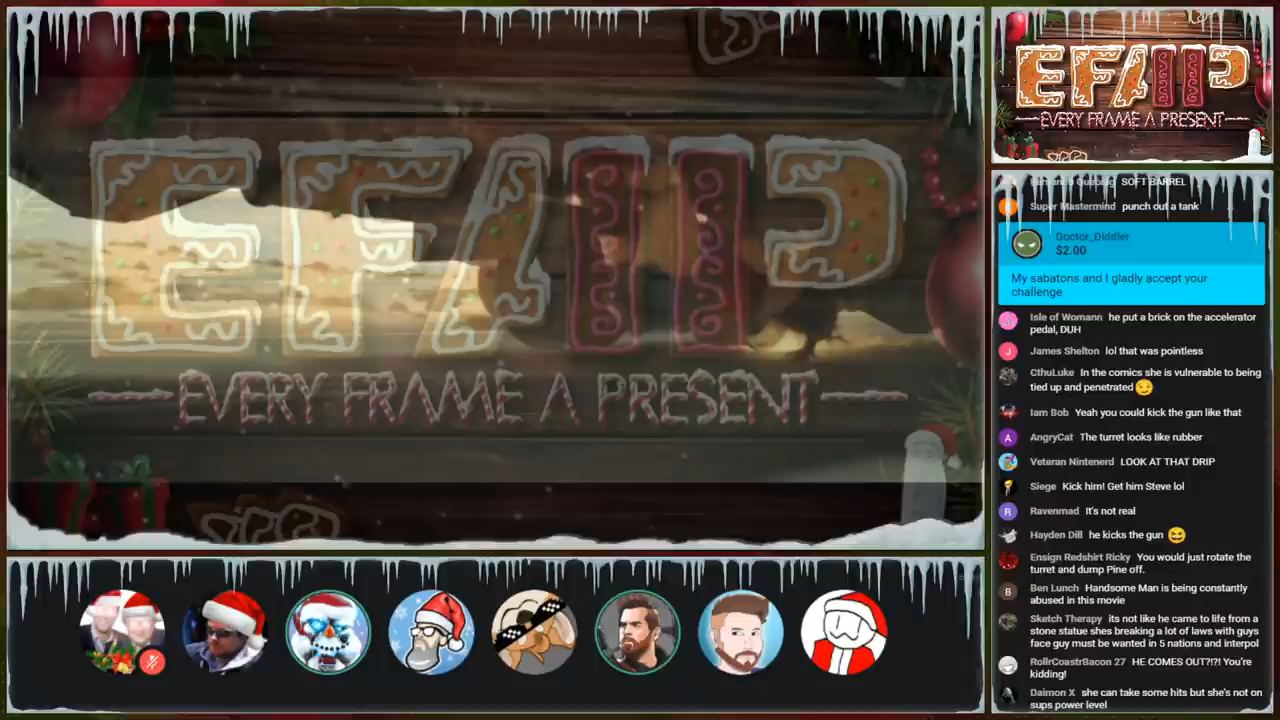 EFAIIP
EVERY FRAME A PRESENT
EFAIIP
EVERY FRAME A PRESENT
SOFT BARREL
Super Mastermind punch out a tank
Doctor_Diddler
$2.00
My sabatons and I gladly accept your
challenge
Isle of Womann he put a brick on the accelerator
pedal, DUH
James Shelton lol that was pointless
CthuLuke In the comics she is vulnerable to being
tied up and penetrated
Iam Bob Yeah you could kick the gun like that
AngryCat The turret looks like rubber
Veteran Nintenerd LOOK AT THAT DRIP
Siege Kick him! Get him Steve lol
Ravenmad It's not real
Hayden Dill he kicks the gun
Ensign Redshirt Ricky You would just rotate the
turret and dump Pine off.
Ben Lunch Handsome Man is being constantly
abused in this movie
Sketch Therapy its not like he came to life from a
stone statue shes breaking a lot of laws with guys
face guy must be wanted in 5 nations and interpol
RollrCoastrBacon 27 HE COMES OUT?!?! You're
kidding!
Daimon X she can take some hits but she's not on
sups power level